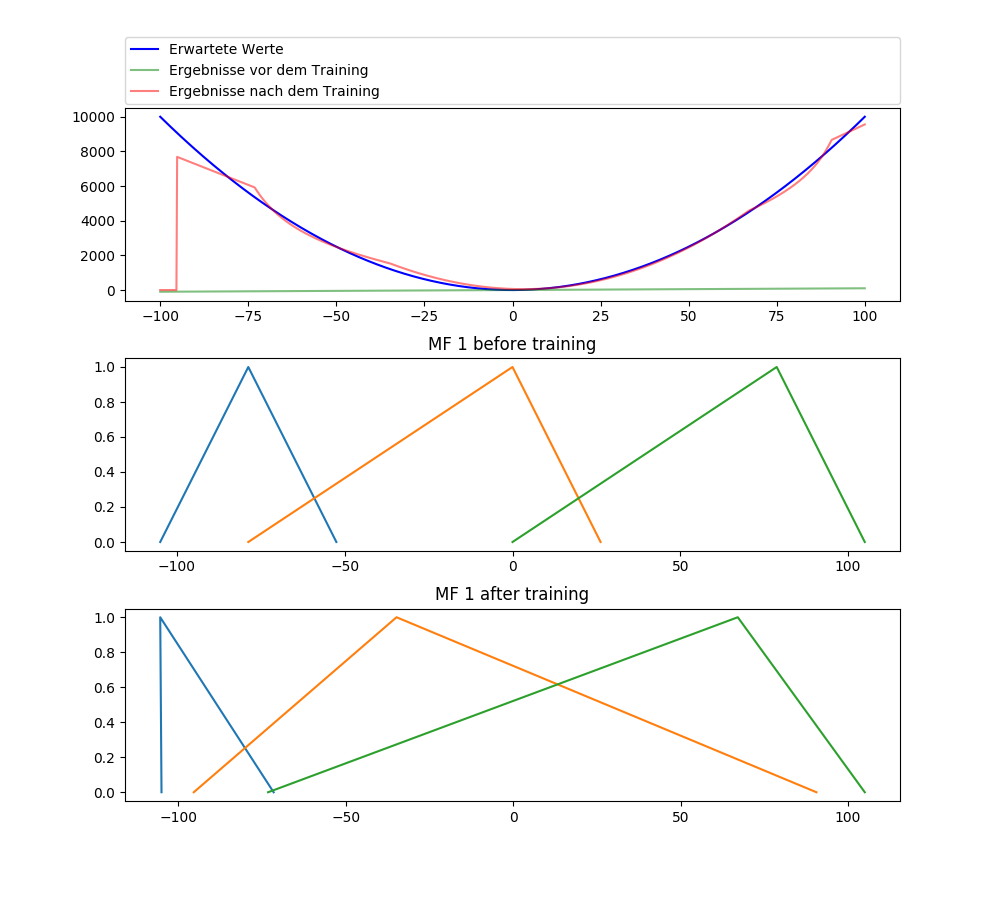 Erwartete Werte
Ergebnisse vor dem Training
Ergebnisse nach dem Training
10000
8000
6000
4000
2000
0
−100 −75 −50 −25 0 25 50 75 100
MF 1 before training
1.0
0.8
0.6
0.4
0.2
0.0
−100 −50 0 50 100
MF 1 after training
1.0
0.8
0.6
0.4
0.2
0.0
−100 −50 0 50 100